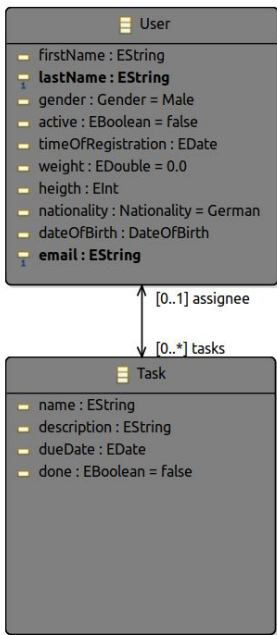 User
firstName : EString
lastName : EString
gender : Gender = Male
active : EBoolean = false
timeOfRegistration : EDate
weight : EDouble = 0.0
heigth : EInt
nationality : Nationality = German
dateOfBirth : DateOfBirth
email : EString
[0..1] assignee
[0..*] tasks
Task
name : EString
description : EString
dueDate : EDate
done : EBoolean = false